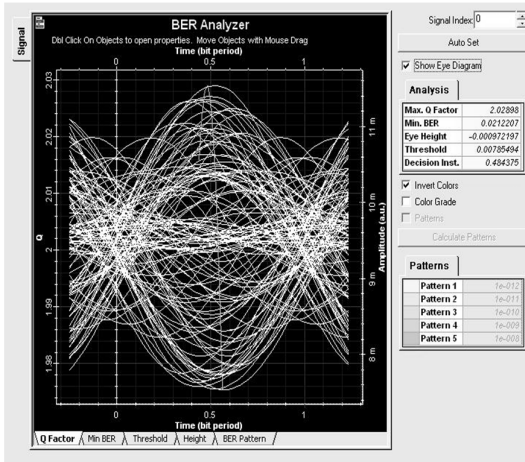 Signal
BER Analyzer
Dbl Click On Objects to open properties. Move Objects with Mouse Drag
Time (bit period)
0 0.5 1
2.03
2.02
2.01
2
1.99
1.98
Q
11 m
10 m
9 m
8 m
Amplitude (a.u.)
0 0.5 1
Time (bit period)
Q Factor Min BER Threshold Height BER Pattern
Signal Index: 0
Auto Set
Show Eye Diagram
Analysis
Max. Q Factor 2.02898
Min. BER 0.0212207
Eye Height -0.000972197
Threshold 0.00785494
Decision Inst. 0.484375
Invert Colors
Color Grade
Patterns
Calculate Patterns
Patterns
Pattern 1 1e-012
Pattern 2 1e-011
Pattern 3 1e-010
Pattern 4 1e-009
Pattern 5 1e-008